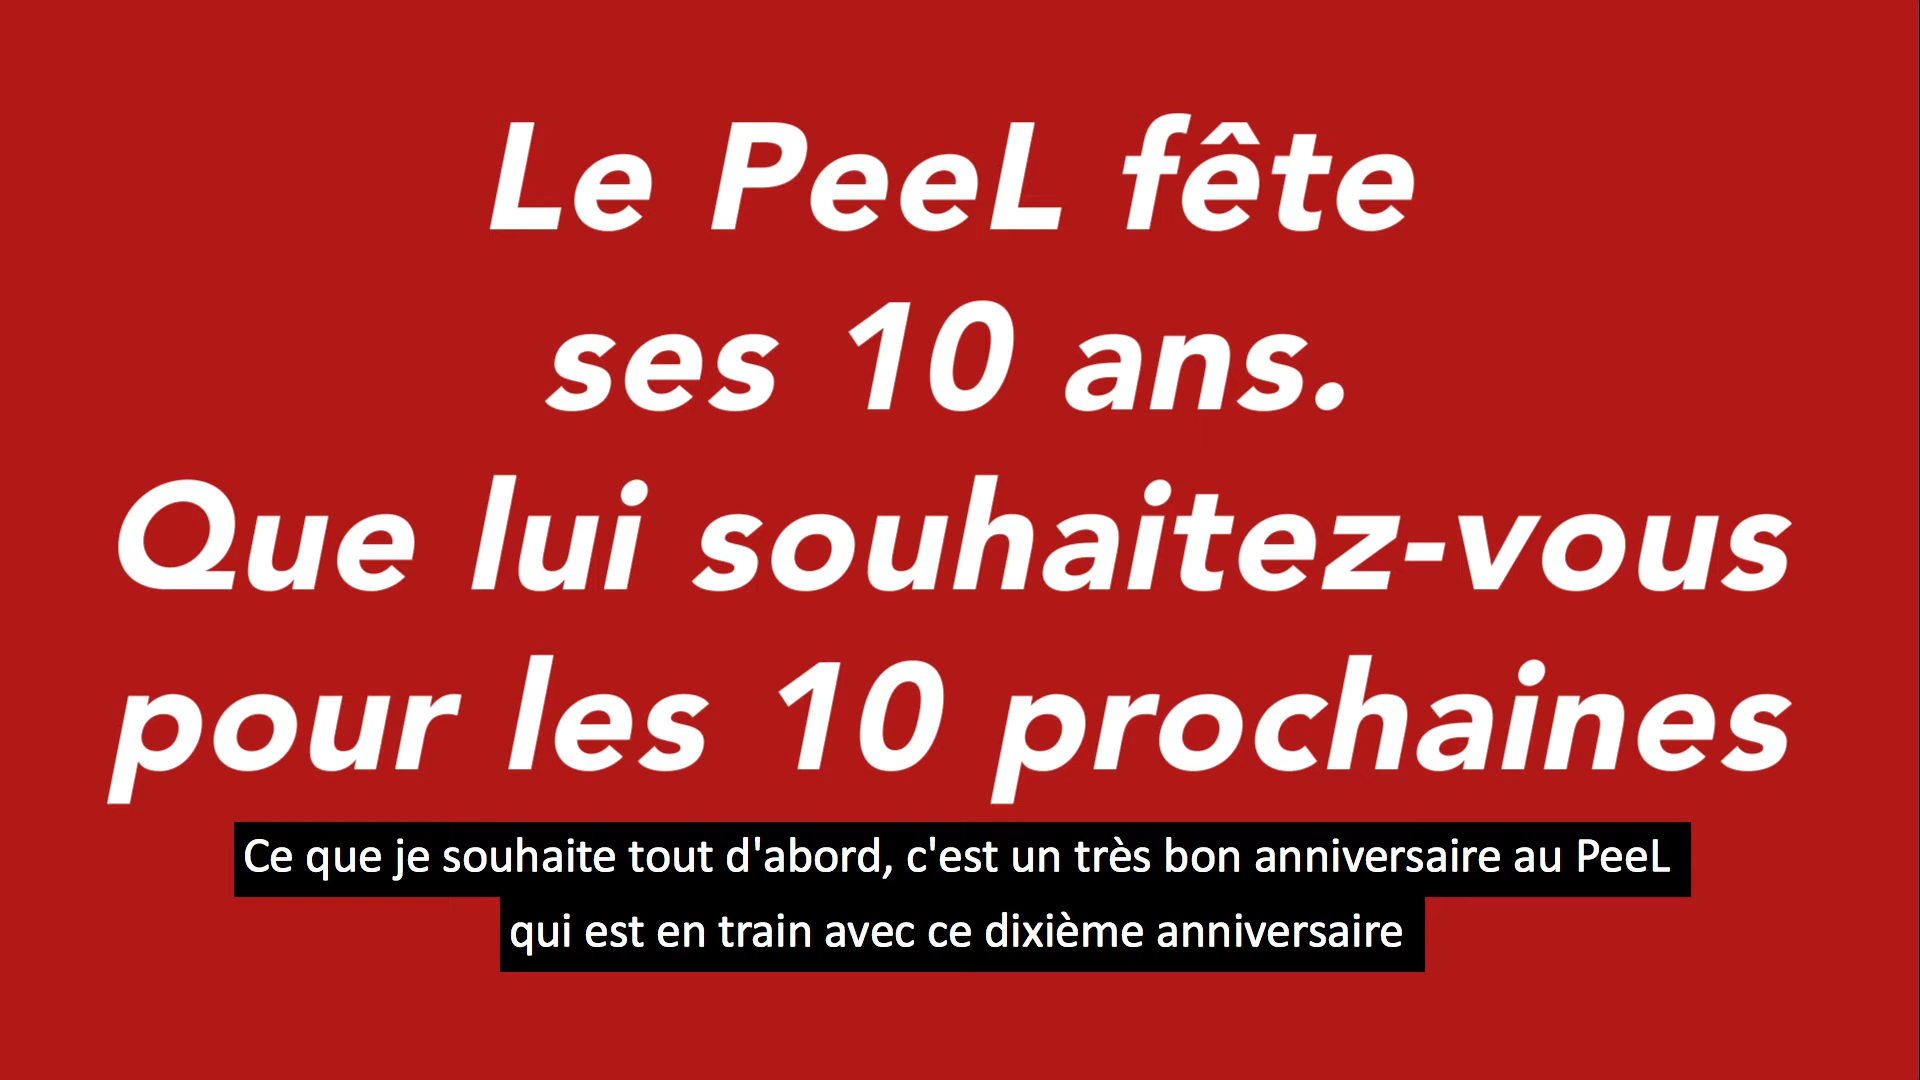 Le PeeL fête
ses 10 ans.
Que lui souhaitez-vous
pour les 10 prochaines
Ce que je souhaite tout d'abord, c'est un très bon anniversaire au PeeL
qui est en train avec ce dixième anniversaire